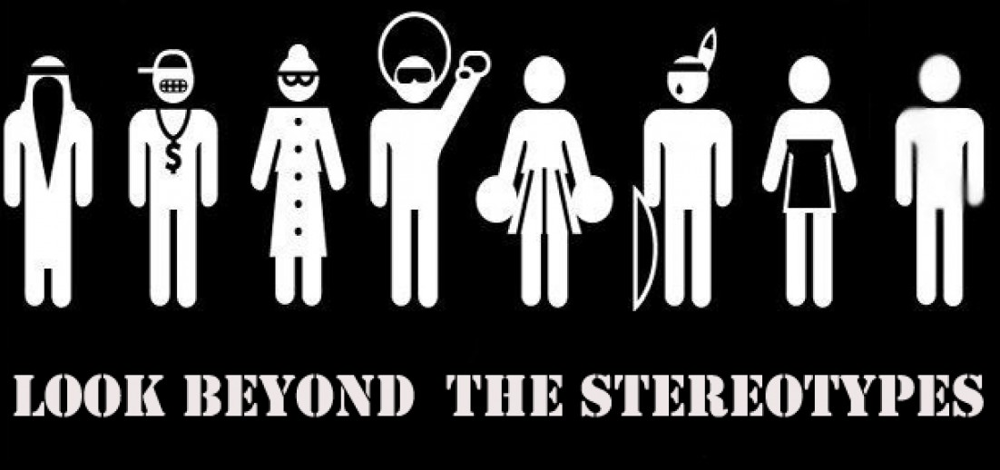 $
LOOK BEYOND THE STEREOTYPES